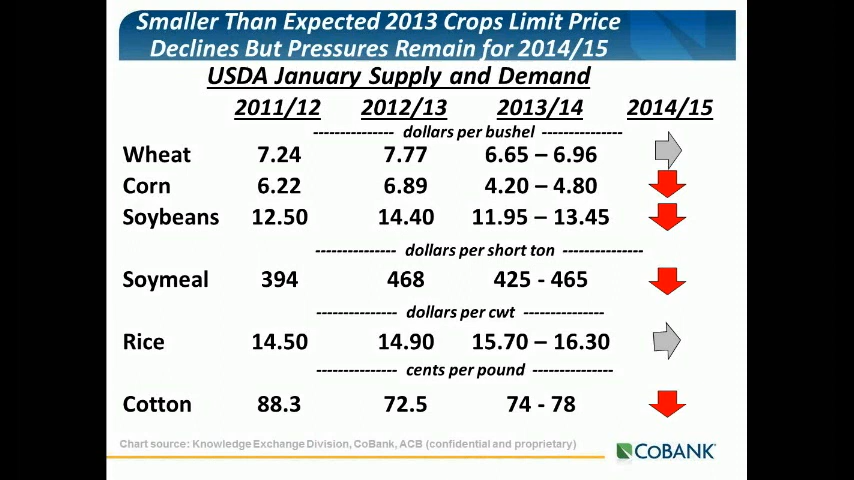 Smaller Than Expected 2013 Crops Limit Price
Declines But Pressures Remain for 2014/15
USDA January Supply and Demand
2011/12 2012/13 2013/14 2014/15
--------------- dollars per bushel ---------------
Wheat 7.24 7.77 6.65 – 6.96
Corn 6.22 6.89 4.20 – 4.80
Soybeans 12.50 14.40 11.95 – 13.45
--------------- dollars per short ton ---------------
Soymeal 394 468 425 - 465
--------------- dollars per cwt ---------------
Rice 14.50 14.90 15.70 – 16.30
--------------- cents per pound ---------------
Cotton 88.3 72.5 74 - 78
Chart source: Knowledge Exchange Division, CoBank, ACB (confidential and proprietary)
COBANK